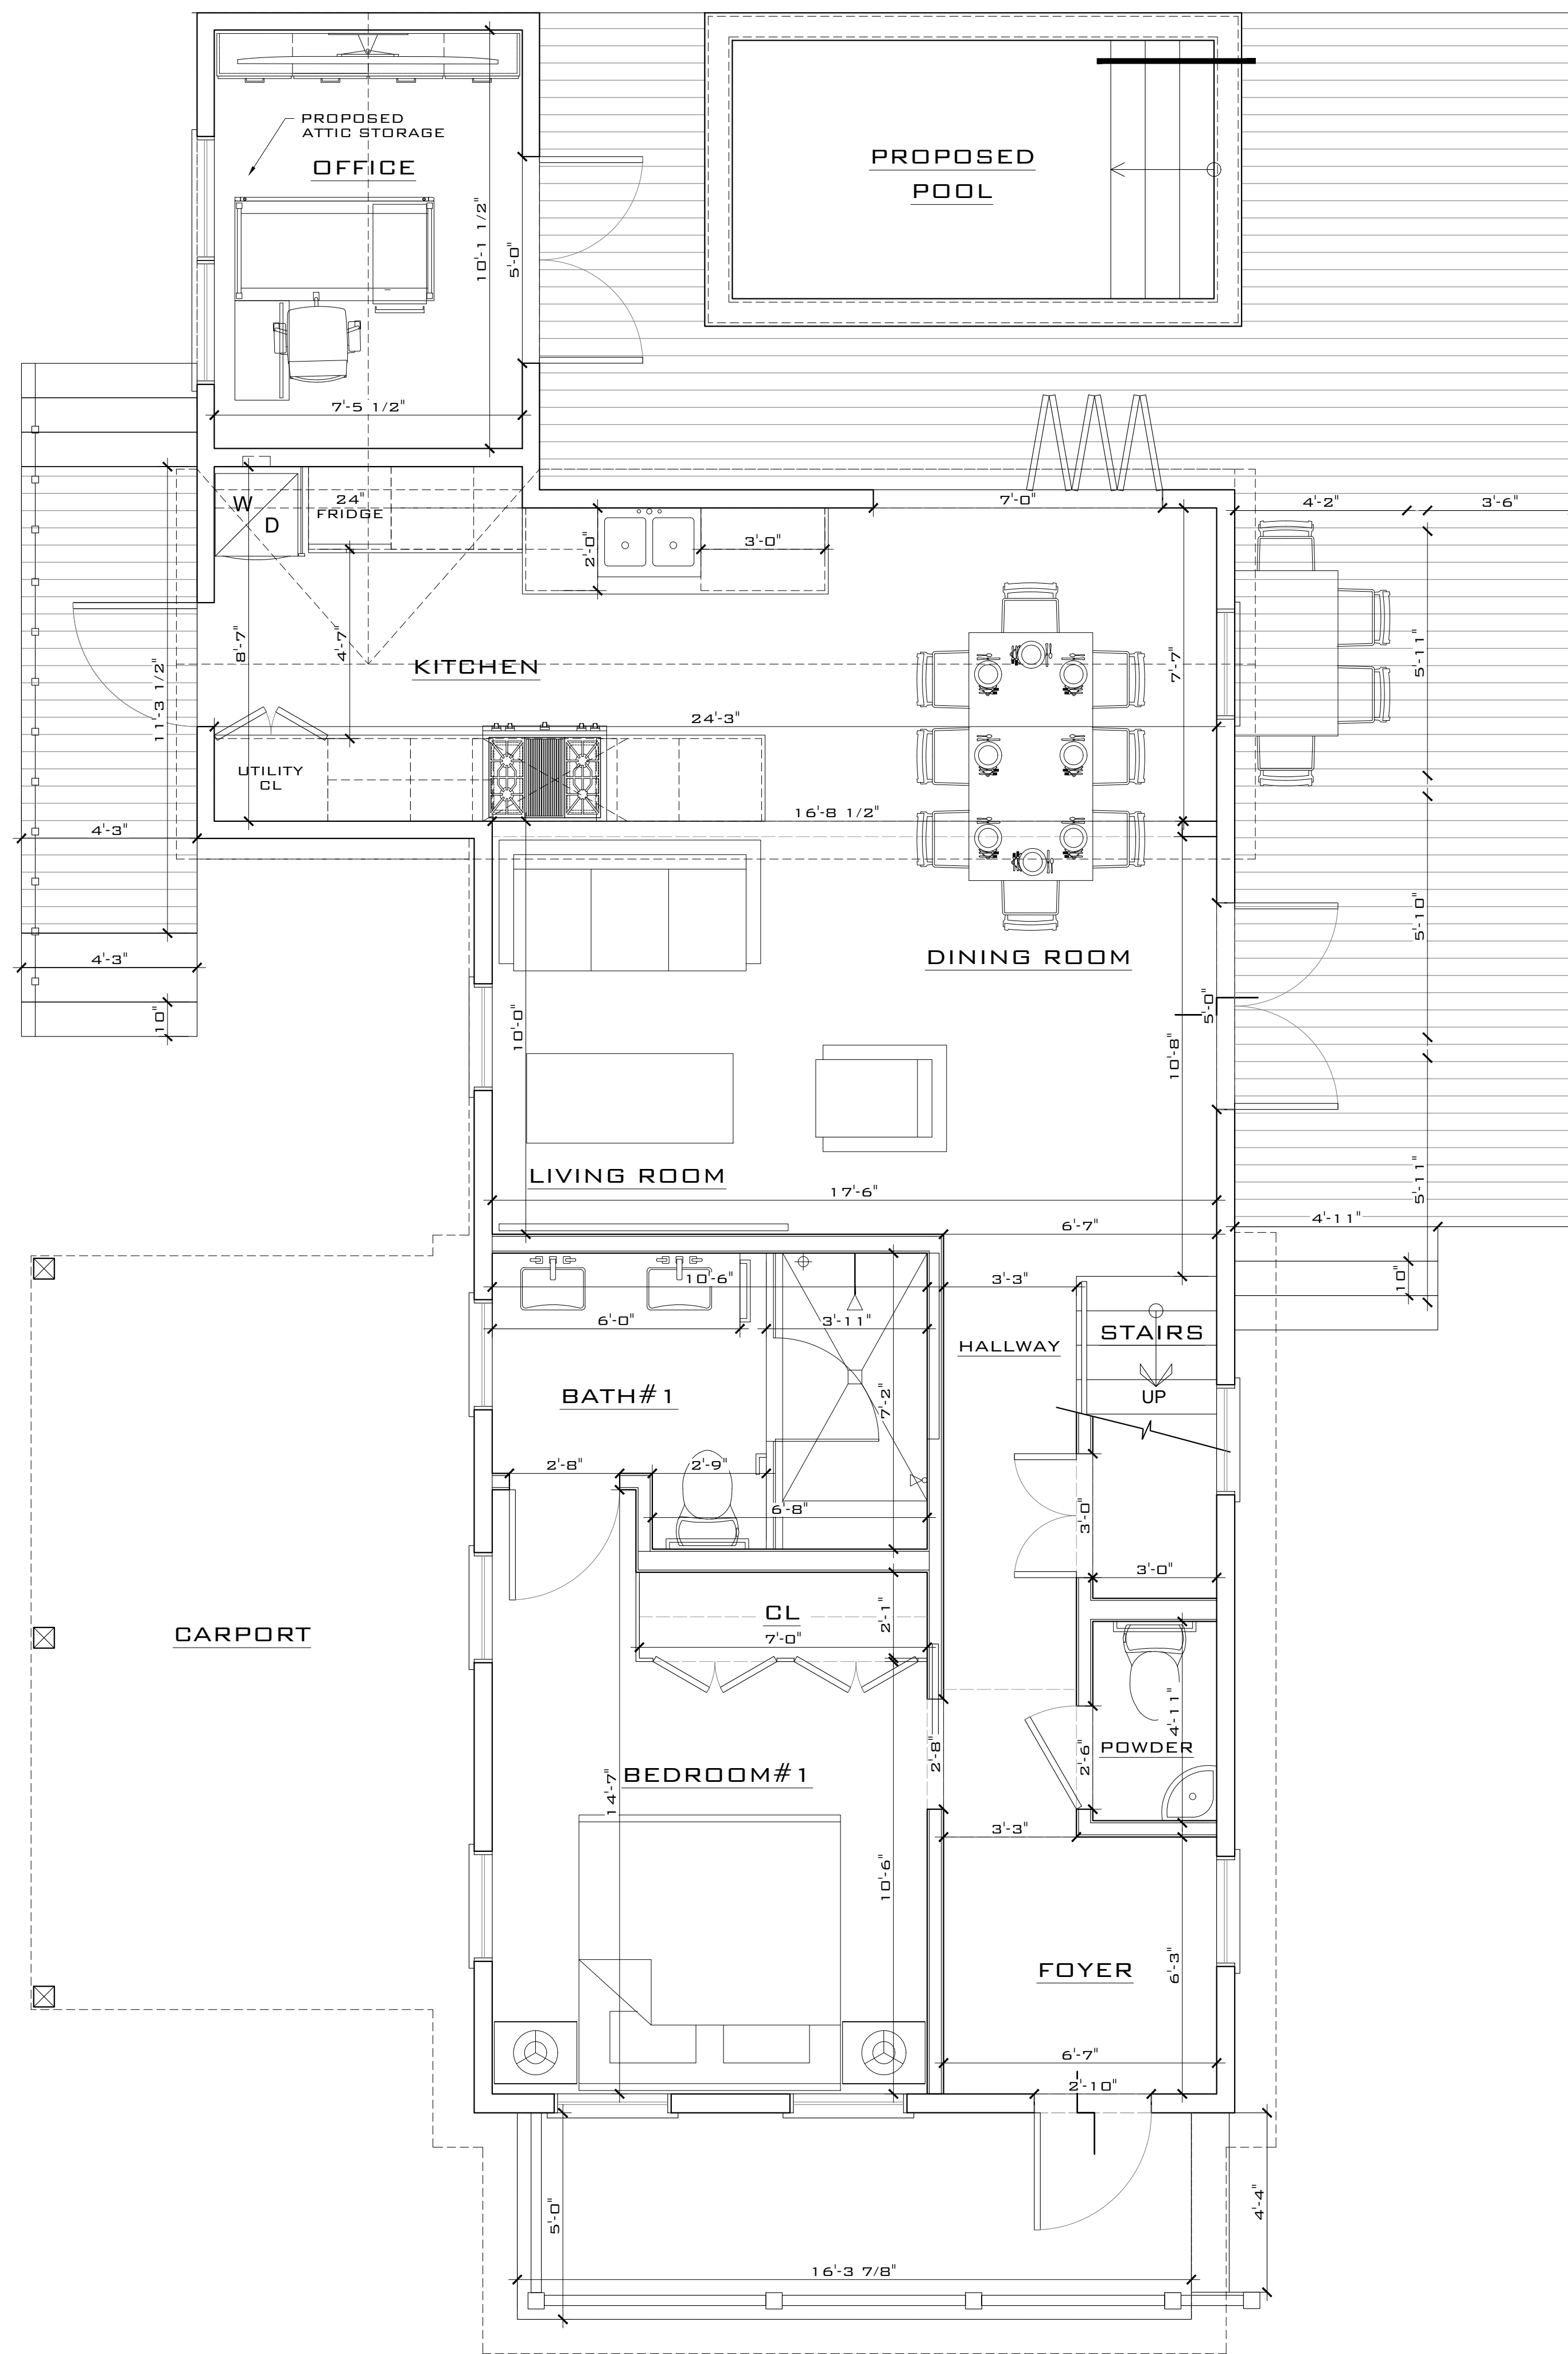 PROPOSED
ATTIC STORAGE
OFFICE
10'-1 1/2"
5'-0"
7'-5 1/2"
PROPOSED
POOL
W
D
24"
FRIDGE
2'-0"
3'-0"
7'-0"
4'-2"
3'-6"
8'-7"
4'-7"
11'-3 1/2"
KITCHEN
7'-7"
5'-11"
24'-3"
UTILITY
CL
16'-8 1/2"
4'-3"
4'-3"
10"
DINING ROOM
5'-10"
5'-0"
10'-0"
10'-8"
LIVING ROOM
17'-6"
5'-11"
4'-11"
6'-7"
10"
10'-6"
3'-3"
6'-0"
3'-11"
HALLWAY
STAIRS
UP
BATH#1
7'-2"
2'-8"
2'-9"
6'-8"
3'-0"
3'-0"
CL
7'-0"
2'-1"
CARPORT
4'-11"
POWDER
2'-6"
2'-8"
BEDROOM#1
14'-7"
3'-3"
10'-6"
FOYER
6'-3"
6'-7"
2'-10"
5'-0"
4'-4"
16'-3 7/8"